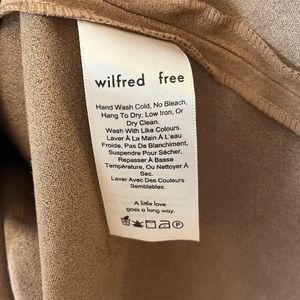 wilfred free
Hand Wash Cold, No Bleach,
Hang To Dry, Low Iron, Or
Dry Clean.
Wash With Like Colours.
Laver À La Main À L'eau
Froide, Pas De Blanchiment,
Suspendre Pour Sécher,
Repasser À Basse
Température, Ou Nettoyer À
Sec.
Laver Avec Des Couleurs
Semblables.
A little love
goes a long way.